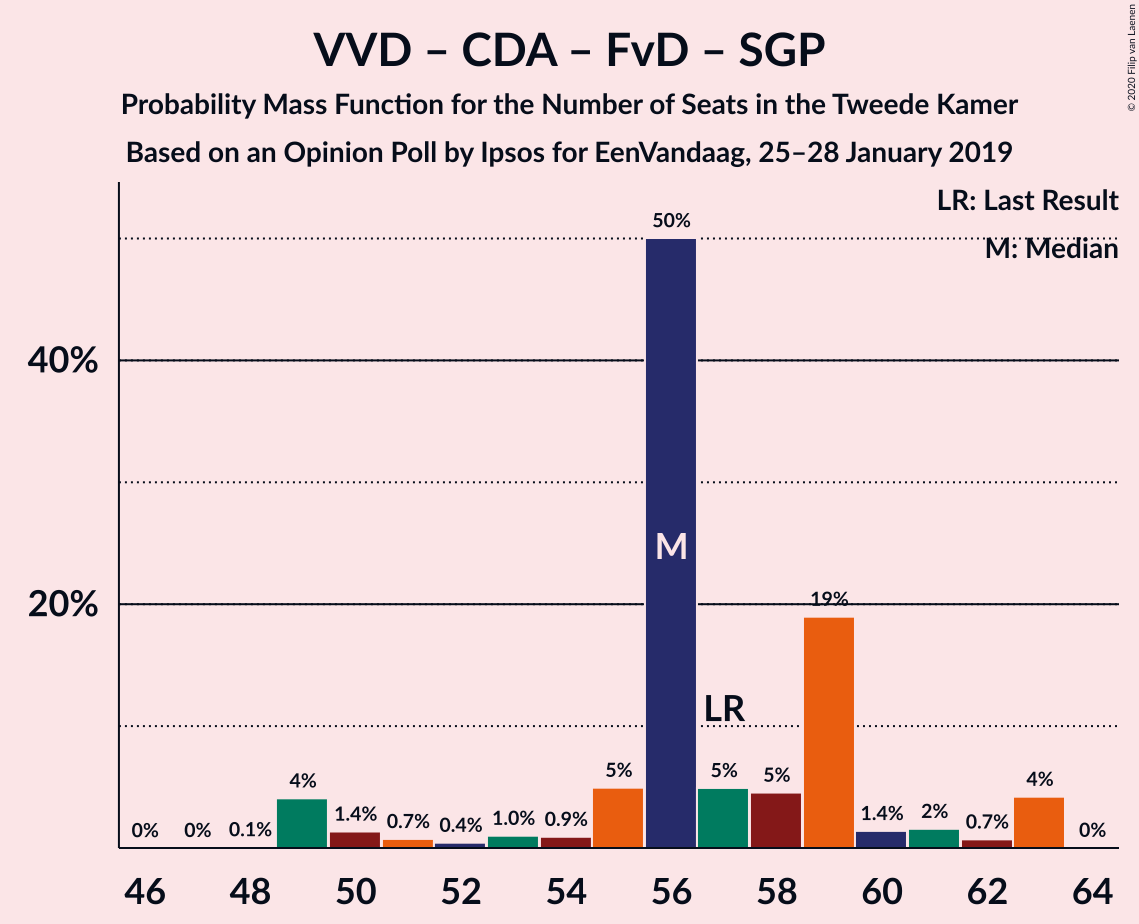 VVD – CDA – FvD – SGP
Probability Mass Function for the Number of Seats in the Tweede Kamer
Based on an Opinion Poll by Ipsos for EenVandaag, 25–28 January 2019
© 2020 Filip van Laenen
LR: Last Result
M: Median
40%
20%
0%
0%
0.1%
4%
1.4%
0.7%
0.4%
1.0%
0.9%
5%
50%
M
LR
5%
5%
19%
1.4%
2%
0.7%
4%
0%
46 48 50 52 54 56 58 60 62 64